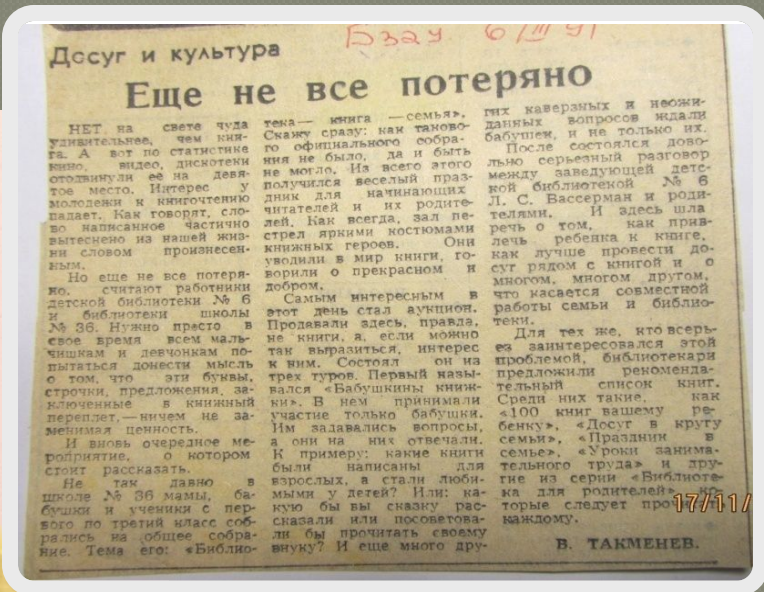 Бзау. 6/III 91
Досуг и культура
Еще не все потеряно
НЕТ на свете чуда
удивительнее, чем кни-
га. А вот по статистике
кино, видео, дискотеки
отодвинули ее на девя-
тое место. Интерес у
молодежи к книгочтению
падает. Как говорят, сло-
во написанное частично
вытеснено из нашей жиз-
ни словом произнесен-
ным.
Но еще не все потеря-
но, считают работники
детской библиотеки № 6
и библиотеки школы
№ 36. Нужно просто в
свое время всем маль-
чишкам и девчонкам по-
пытаться донести мысль
о том, что эти буквы,
строчки, предложения, за-
ключенные в книжный
переплет,—ничем не за-
менимая ценность.
И вновь очередное ме-
роприятие, о котором
стоит рассказать.
Не так давно в
школе № 36 мамы, ба-
бушки и ученики с пер-
вого по третий класс соб-
рались на общее собра-
ние. Тема его: «Библио-
тека— книга —семья».
Скажу сразу: как таково-
го официального собра-
ния не было, да и быть
не могло. Из всего этого
получился веселый праз-
дник для начинающих
читателей и их родите-
лей. Как всегда, зал пе-
стрел яркими костюмами
книжных героев. Они
уводили в мир книги, го-
ворили о прекрасном и
добром.
Самым интересным в
этот день стал аукцион.
Продавали здесь, правда,
не книги, а, если можно
так выразиться, интерес
к ним. Состоял он из
трех туров. Первый назы-
вался «Бабушкины книж-
ки». В нем принимали
участие только бабушки.
Им задавались вопросы,
а они на них отвечали.
К примеру: какие книги
были написаны для
взрослых, а стали люби-
мыми у детей? Или: ка-
кую бы вы сказку рас-
сказали или посоветова-
ли бы прочитать своему
внуку? И еще много дру-
гих каверзных и неожи-
данных вопросов ждали
бабушек, и не только их.
После состоялся дово-
льно серьезный разговор
между заведующей детс-
кой библиотекой № 6
Л. С. Вассерман и роди-
телями. И здесь шла
речь о том, как прив-
лечь ребенка к книге,
как лучше провести до-
суг рядом с книгой и о
многом, многом другом,
что касается совместной
работы семьи и библио-
теки.
Для тех же, кто всерь-
ез заинтересовался этой
проблемой, библиотекари
предложили рекоменда-
тельный список книг.
Среди них такие, как
«100 книг вашему ре-
бенку», «Досуг в кругу
семьи», «Праздник в
семье», «Уроки занима-
тельного труда» и дру-
гие из серии «Библиоте-
ка для родителей»,
торые следует
каждому.
В. ТАКМЕНЕВ.
17/11/